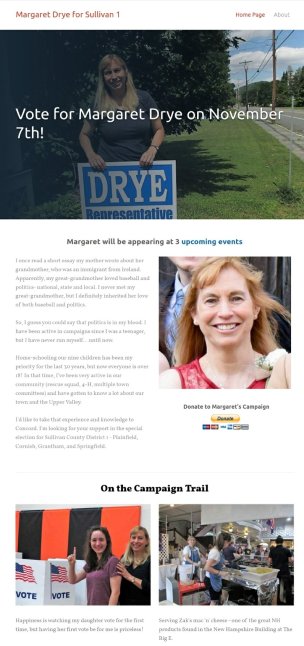 Margaret Drye for Sullivan 1
Home Page
About
Vote for Margaret Drye on November
7th!
DRYE
Representative
Margaret will be appearing at 3 upcoming events
I once read a short essay my mother wrote about her
grandmother, who was an immigrant from Ireland.
Apparently, my great-grandmother loved baseball and
politics- national, state and local. I never met my
great-grandmother, but I definitely inherited her love
of both baseball and politics.
So, I guess you could say that politics is in my blood. I
have been active in campaigns since I was a teenager,
but I have never run myself... until now.
Home-schooling our nine children has been my
priority for the last 30 years, but now everyone is over
18! In that time, I've been very active in our
community (rescue squad, 4-H, multiple town
committees) and have gotten to know a lot about our
town and the Upper Valley.
I'd like to take that experience and knowledge to
Concord. I'm looking for your support in the special
election for Sullivan County District 1 - Plainfield,
Cornish, Grantham, and Springfield.
Donate to Margaret's Campaign
Donate
On the Campaign Trail
VOTE
VOTE
Happiness is watching my daughter vote for the first
time, but having her first vote be for me is priceless!
Serving Zak's mac 'n' cheese - one of the great NH
products found in the New Hampshire Building at The
Big E.